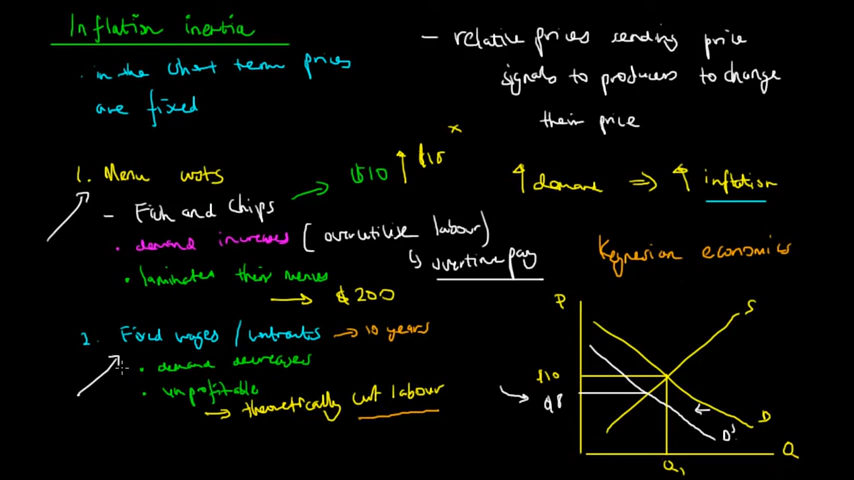 Inflation inertia
· in the short term prices
are fixed
1. Menu costs
- Fish and chips
$10
$15
x
· demand increases (overutilise labour)
overtime pay
· laminates their menus
$200
2. Fixed wages / contracts → 10 years
· demand decreases
· unprofitable
→ theoretically cut labour
- relative prices sending price
signals to producers to change
their price
↑ demand ⇒ ↑ inflation
Keynesian economics
P
S
$10
$8
D
D'
Q1
Q